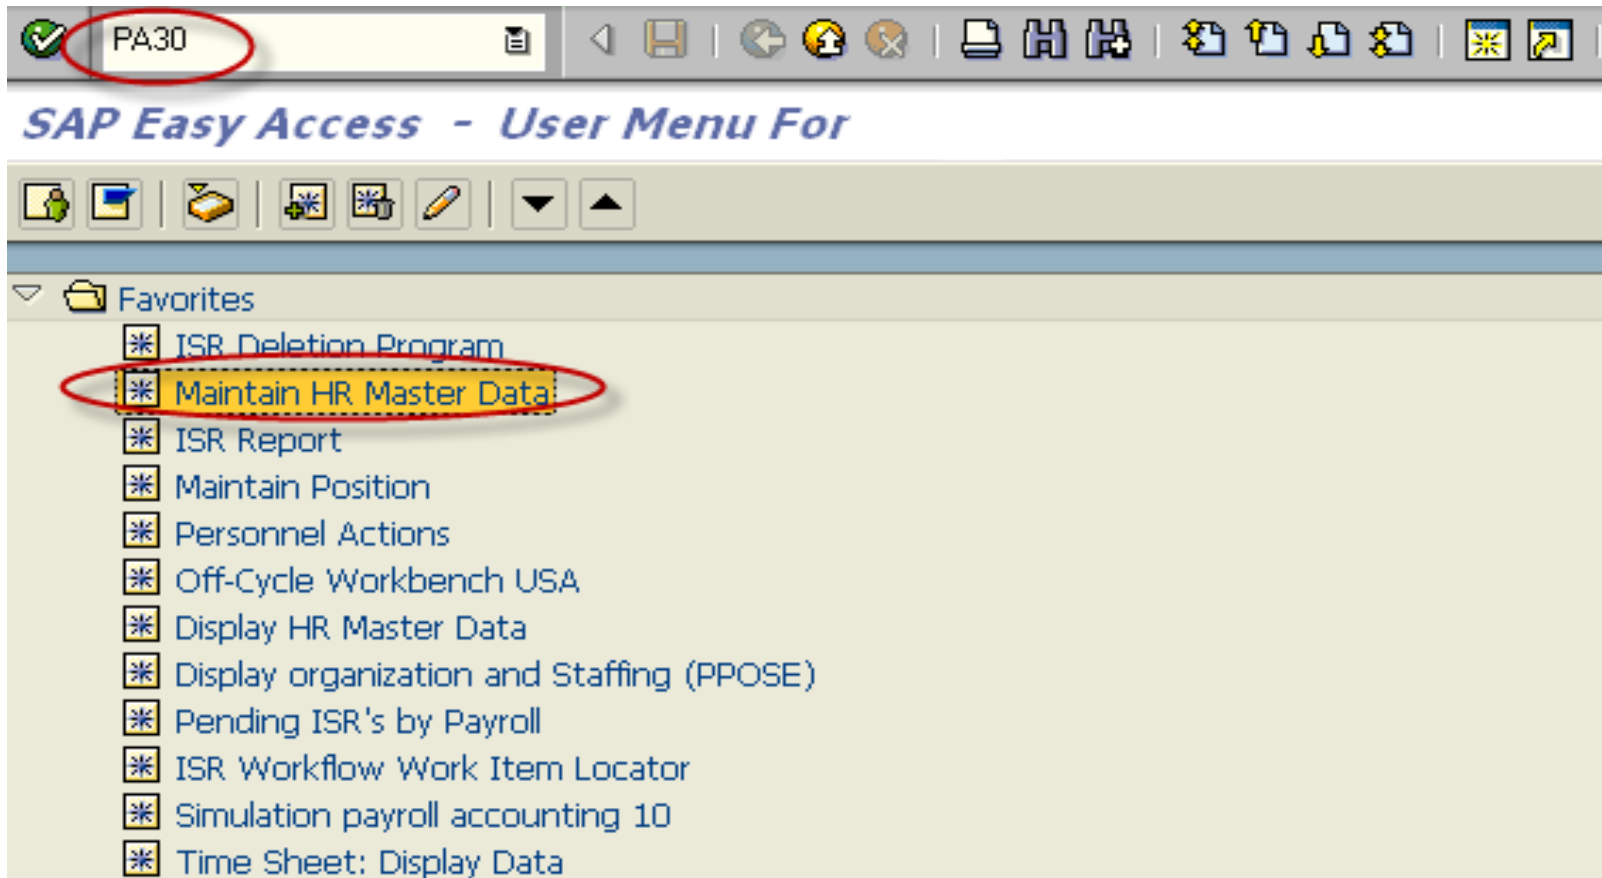 PA30
SAP Easy Access - User Menu For
Favorites
ISR Deletion Program
Maintain HR Master Data
ISR Report
Maintain Position
Personnel Actions
Off-Cycle Workbench USA
Display HR Master Data
Display organization and Staffing (PPOSE)
Pending ISR's by Payroll
ISR Workflow Work Item Locator
Simulation payroll accounting 10
Time Sheet: Display Data